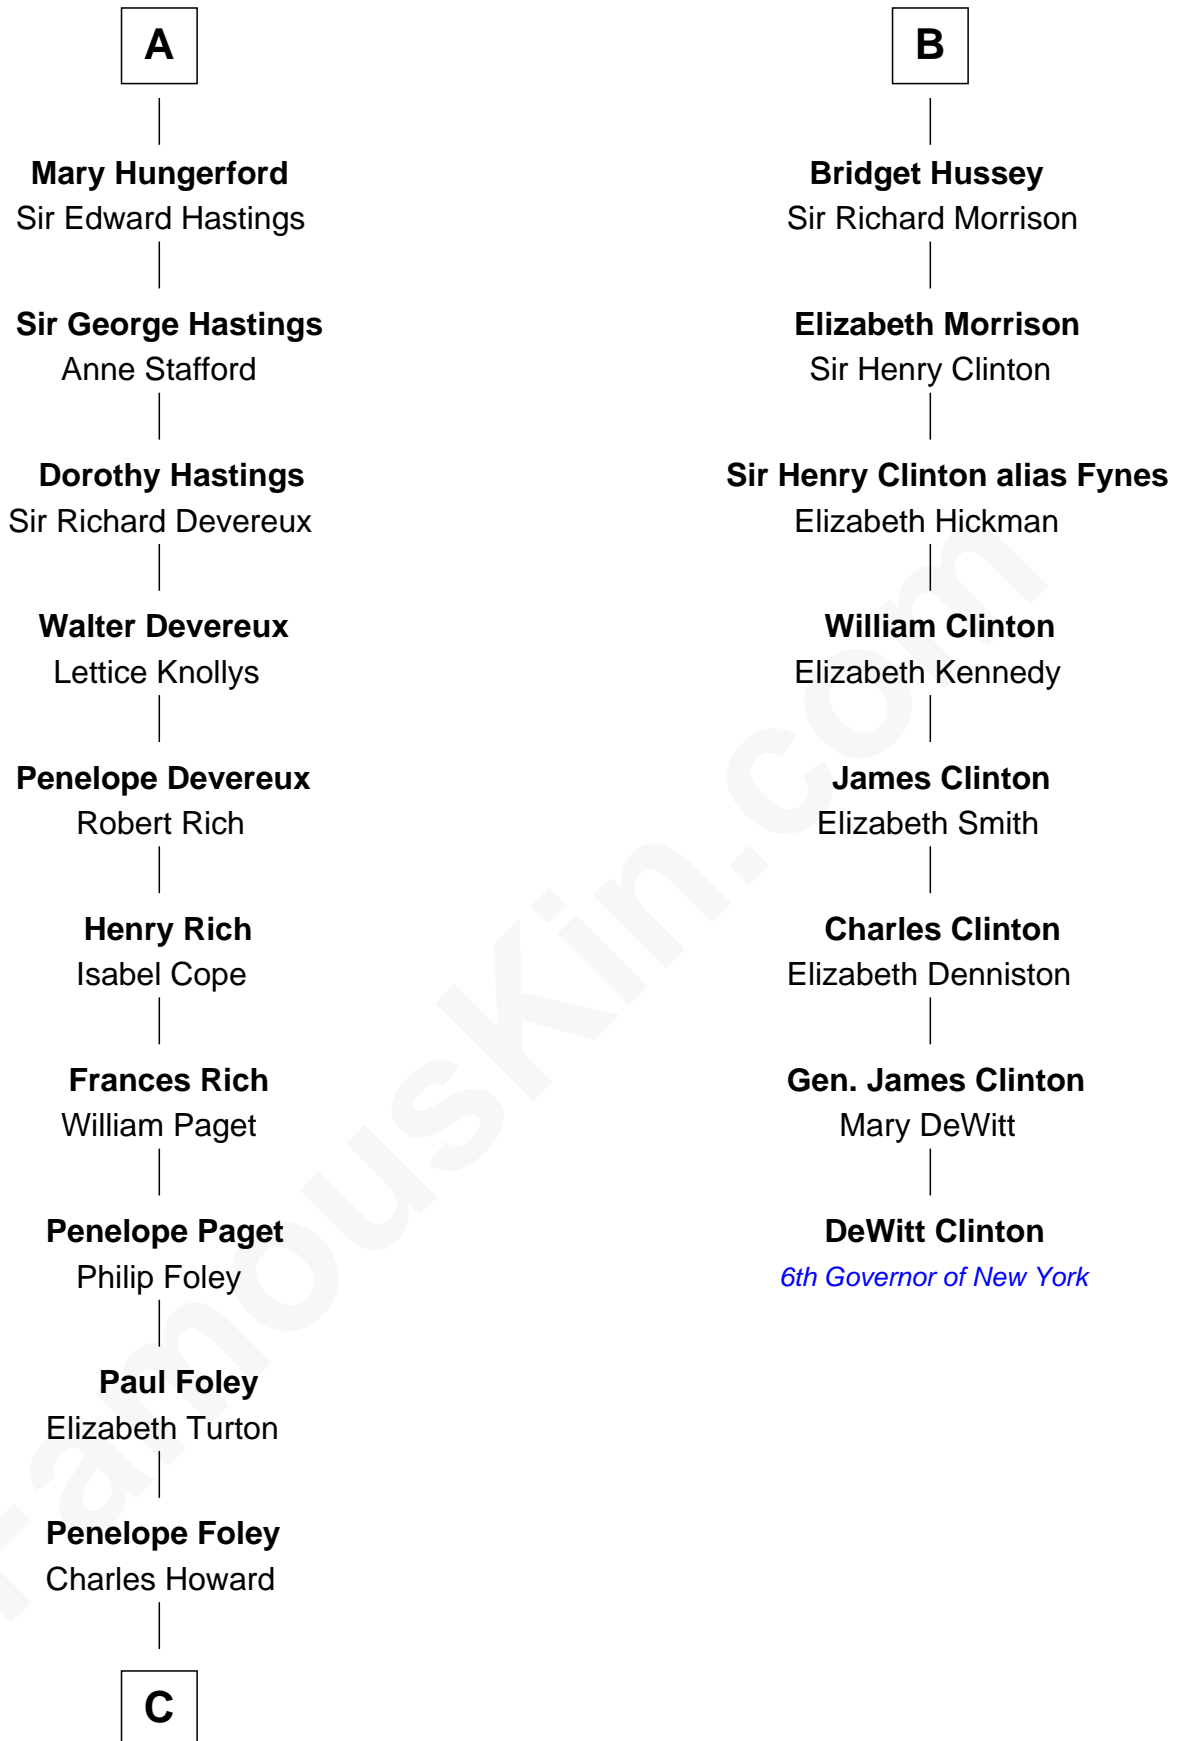 A
Mary Hungerford
Sir Edward Hastings
Sir George Hastings
Anne Stafford
Dorothy Hastings
Sir Richard Devereux
Walter Devereux
Lettice Knollys
Penelope Devereux
Robert Rich
Henry Rich
Isabel Cope
Frances Rich
William Paget
Penelope Paget
Philip Foley
Paul Foley
Elizabeth Turton
Penelope Foley
Charles Howard
C
B
Bridget Hussey
Sir Richard Morrison
Elizabeth Morrison
Sir Henry Clinton
Sir Henry Clinton alias Fynes
Elizabeth Hickman
William Clinton
Elizabeth Kennedy
James Clinton
Elizabeth Smith
Charles Clinton
Elizabeth Denniston
Gen. James Clinton
Mary DeWitt
DeWitt Clinton
6th Governor of New York
FamousKin.com